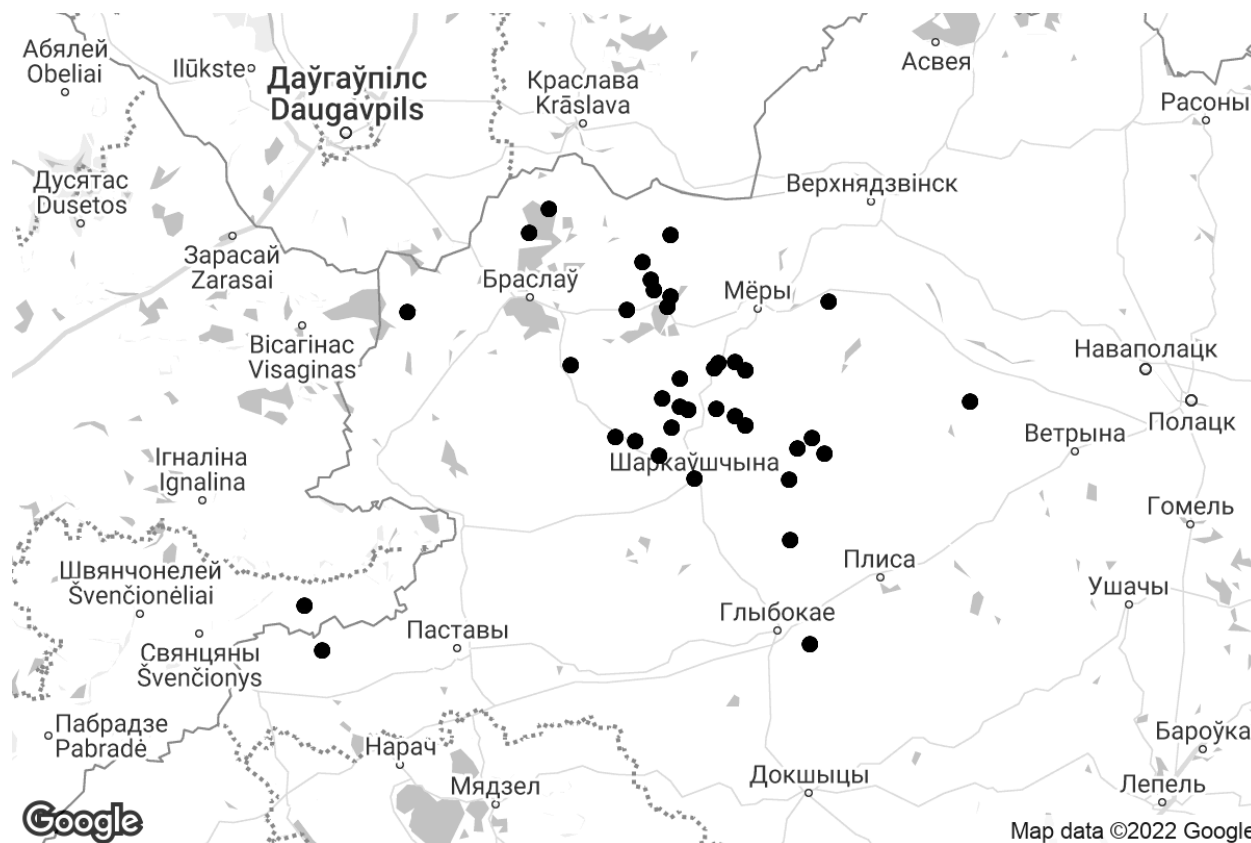 Абялей
Obeliai
Ilūkste
Даўгаўпілс
Daugavpils
Краслава
Krāslava
Асвея
Расоны
Дусятас
Dusetos
Верхнядзвінск
Зарасай
Zarasai
Браслаў
Мёры
Вісагінас
Visaginas
Наваполацк
Полацк
Ветрына
Ігналіна
Ignalina
Шаркаўшчына
Гомель
Швянчонелей
Švenčionėliai
Плиса
Ушачы
Глыбокае
Паставы
Свянцяны
Švenčionys
Пабрадзе
Pabradė
Нарач
Бароўка
Мядзел
Докшыцы
Лепель
Google
Map data ©2022 Google